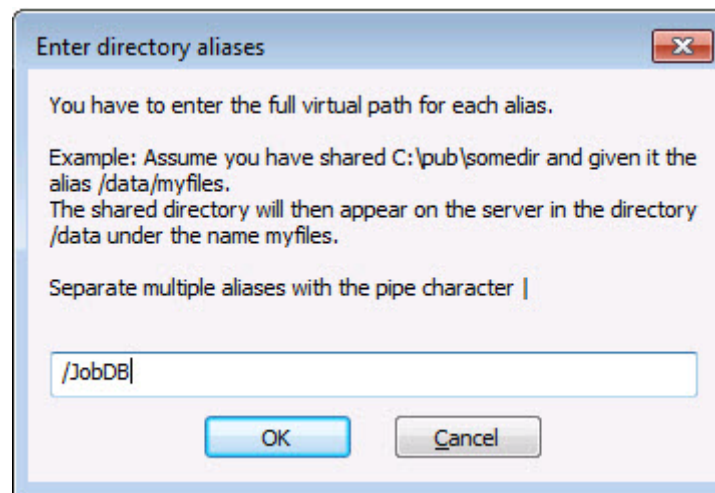 Enter directory aliases
You have to enter the full virtual path for each alias.
Example: Assume you have shared C:\pub\somedir and given it the
alias /data/myfiles.
The shared directory will then appear on the server in the directory
/data under the name myfiles.
Separate multiple aliases with the pipe character |
/JobDB
OK
Cancel